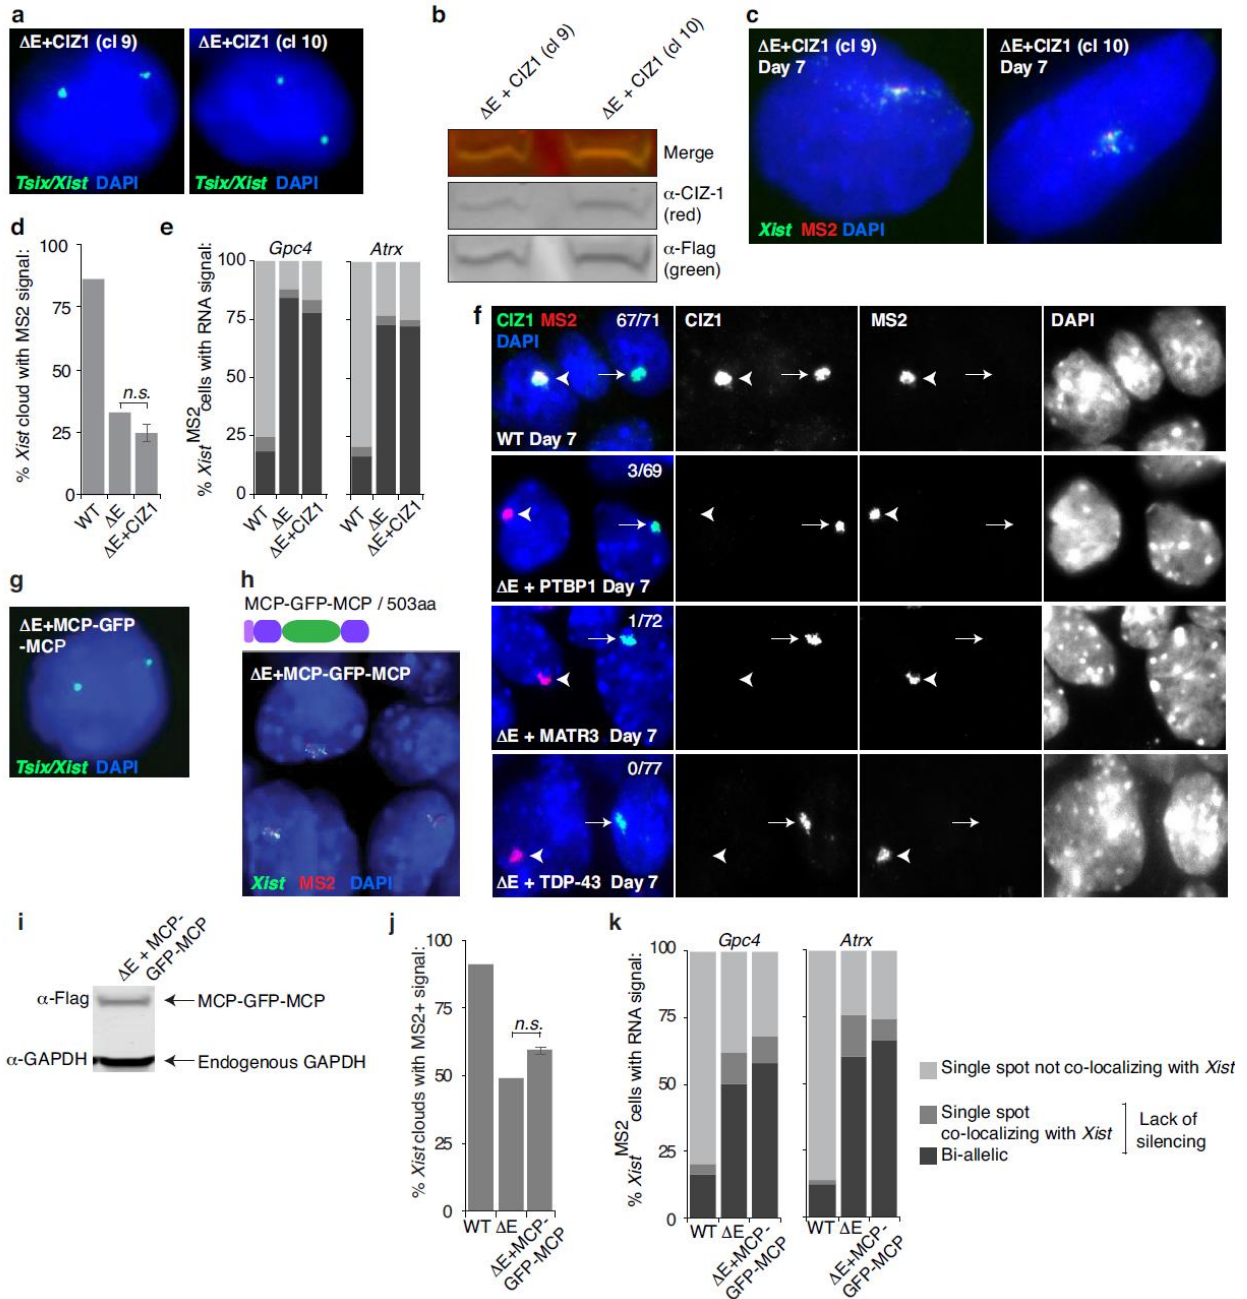 a
ΔE+CIZ1 (cl 9)
Tsix/Xist DAPI
ΔE+CIZ1 (cl 10)
Tsix/Xist DAPI
b
ΔE + CIZ1 (cl 9)
ΔE + CIZ1 (cl 10)
Merge
α-CIZ-1
(red)
α-Flag
(green)
c
ΔE+CIZ1 (cl 9)
Day 7
Xist MS2 DAPI
ΔE+CIZ1 (cl 10)
Day 7
d
% Xist cloud with MS2 signal:
100
75
50
25
0
n.s.
WT
ΔE
ΔE+CIZ1
e
% Xist MS2 cells with RNA signal:
Gpc4
Atrx
100
75
50
25
0
WT
ΔE
ΔE+CIZ1
WT
ΔE
ΔE+CIZ1
f
CIZ1 MS2
DAPI
67/71
WT Day 7
CIZ1
MS2
DAPI
3/69
ΔE + PTBP1 Day 7
1/72
ΔE + MATR3 Day 7
0/77
ΔE + TDP-43 Day 7
g
ΔE+MCP-GFP
-MCP
Tsix/Xist DAPI
h
MCP-GFP-MCP / 503aa
ΔE+MCP-GFP-MCP
Xist MS2 DAPI
i
ΔE + MCP-
GFP-MCP
α-Flag
MCP-GFP-MCP
α-GAPDH
Endogenous GAPDH
j
% Xist clouds with MS2+ signal:
100
75
50
25
0
n.s.
WT
ΔE
ΔE+MCP-
GFP-MCP
k
% Xist MS2 cells with RNA signal:
Gpc4
Atrx
100
75
50
25
0
WT
ΔE
ΔE+MCP-
GFP-MCP
WT
ΔE
ΔE+MCP-
GFP-MCP
Single spot not co-localizing with Xist
Single spot
co-localizing with Xist
Bi-allelic
Lack of
silencing